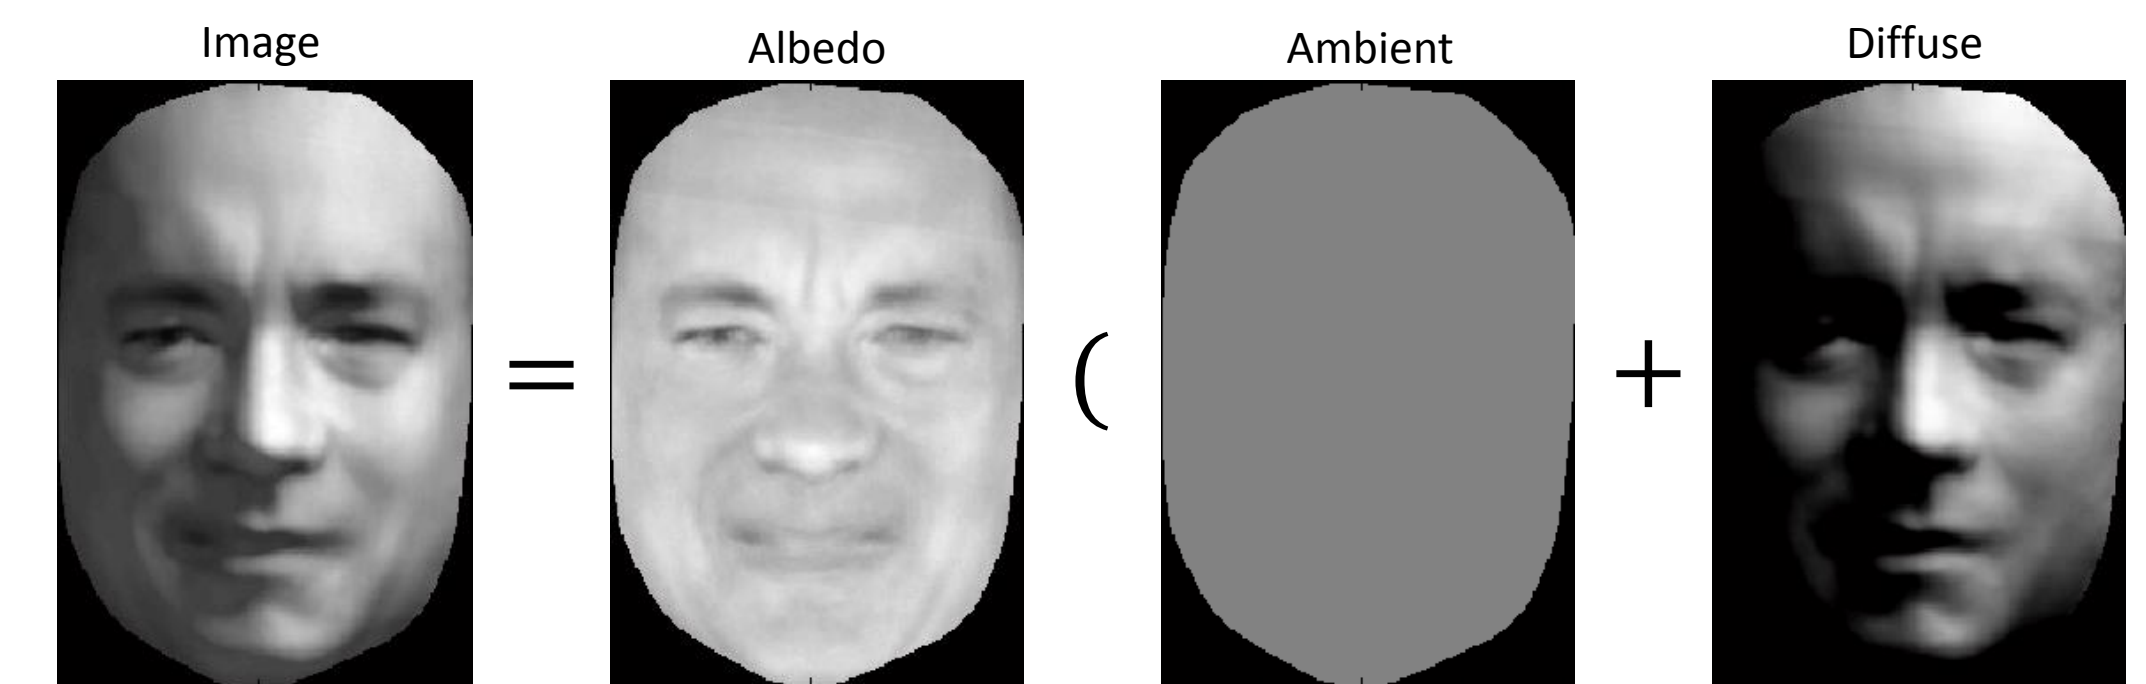 Image
Albedo
Ambient
Diffuse
=
(
+